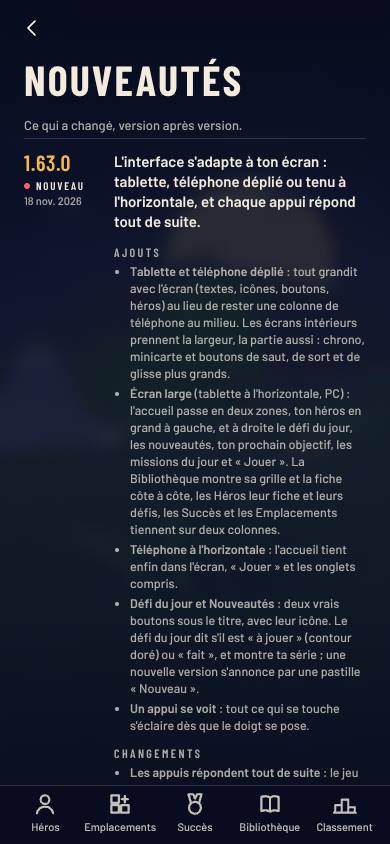 NOUVEAUTÉS
Ce qui a changé, version après version.
1.63.0
NOUVEAU
18 nov. 2026
L'interface s'adapte à ton écran :
tablette, téléphone déplié ou tenu à
l'horizontale, et chaque appui répond
tout de suite.
AJOUTS
• Tablette et téléphone déplié : tout grandit
avec l'écran (textes, icônes, boutons,
héros) au lieu de rester une colonne de
téléphone au milieu. Les écrans intérieurs
prennent la largeur, la partie aussi : chrono,
minicarte et boutons de saut, de sort et de
glisse plus grands.
• Écran large (tablette à l'horizontale, PC) :
l'accueil passe en deux zones, ton héros en
grand à gauche, et à droite le défi du jour,
les nouveautés, ton prochain objectif, les
missions du jour et « Jouer ». La
Bibliothèque montre sa grille et la fiche
côte à côte, les Héros leur fiche et leurs
défis, les Succès et les Emplacements
tiennent sur deux colonnes.
• Téléphone à l'horizontale : l'accueil tient
enfin dans l'écran, « Jouer » et les onglets
compris.
• Défi du jour et Nouveautés : deux vrais
boutons sous le titre, avec leur icône. Le
défi du jour dit s'il est « à jouer » (contour
doré) ou « fait », et montre ta série ; une
nouvelle version s'annonce par une pastille
« Nouveau ».
• Un appui se voit : tout ce qui se touche
s'éclaire dès que le doigt se pose.
CHANGEMENTS
• Les appuis répondent tout de suite : le jeu
Héros
Emplacements
Succès
Bibliothèque
Classement